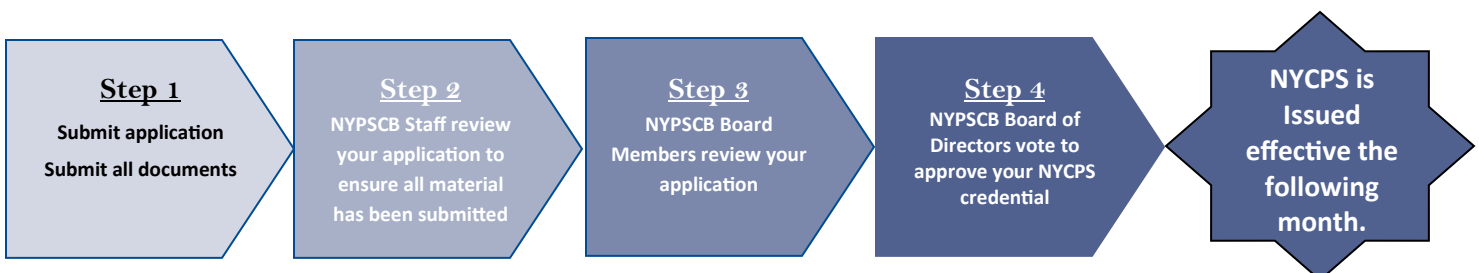 Step 1
Submit application
Submit all documents
Step 2
NYPSCB Staff review
your application to
ensure all material
has been submitted
Step 3
NYPSCB Board
Members review your
application
Step 4
NYPSCB Board of
Directors vote to
approve your NYCPS
credential
NYCPS is
Issued
effective the
following
month.